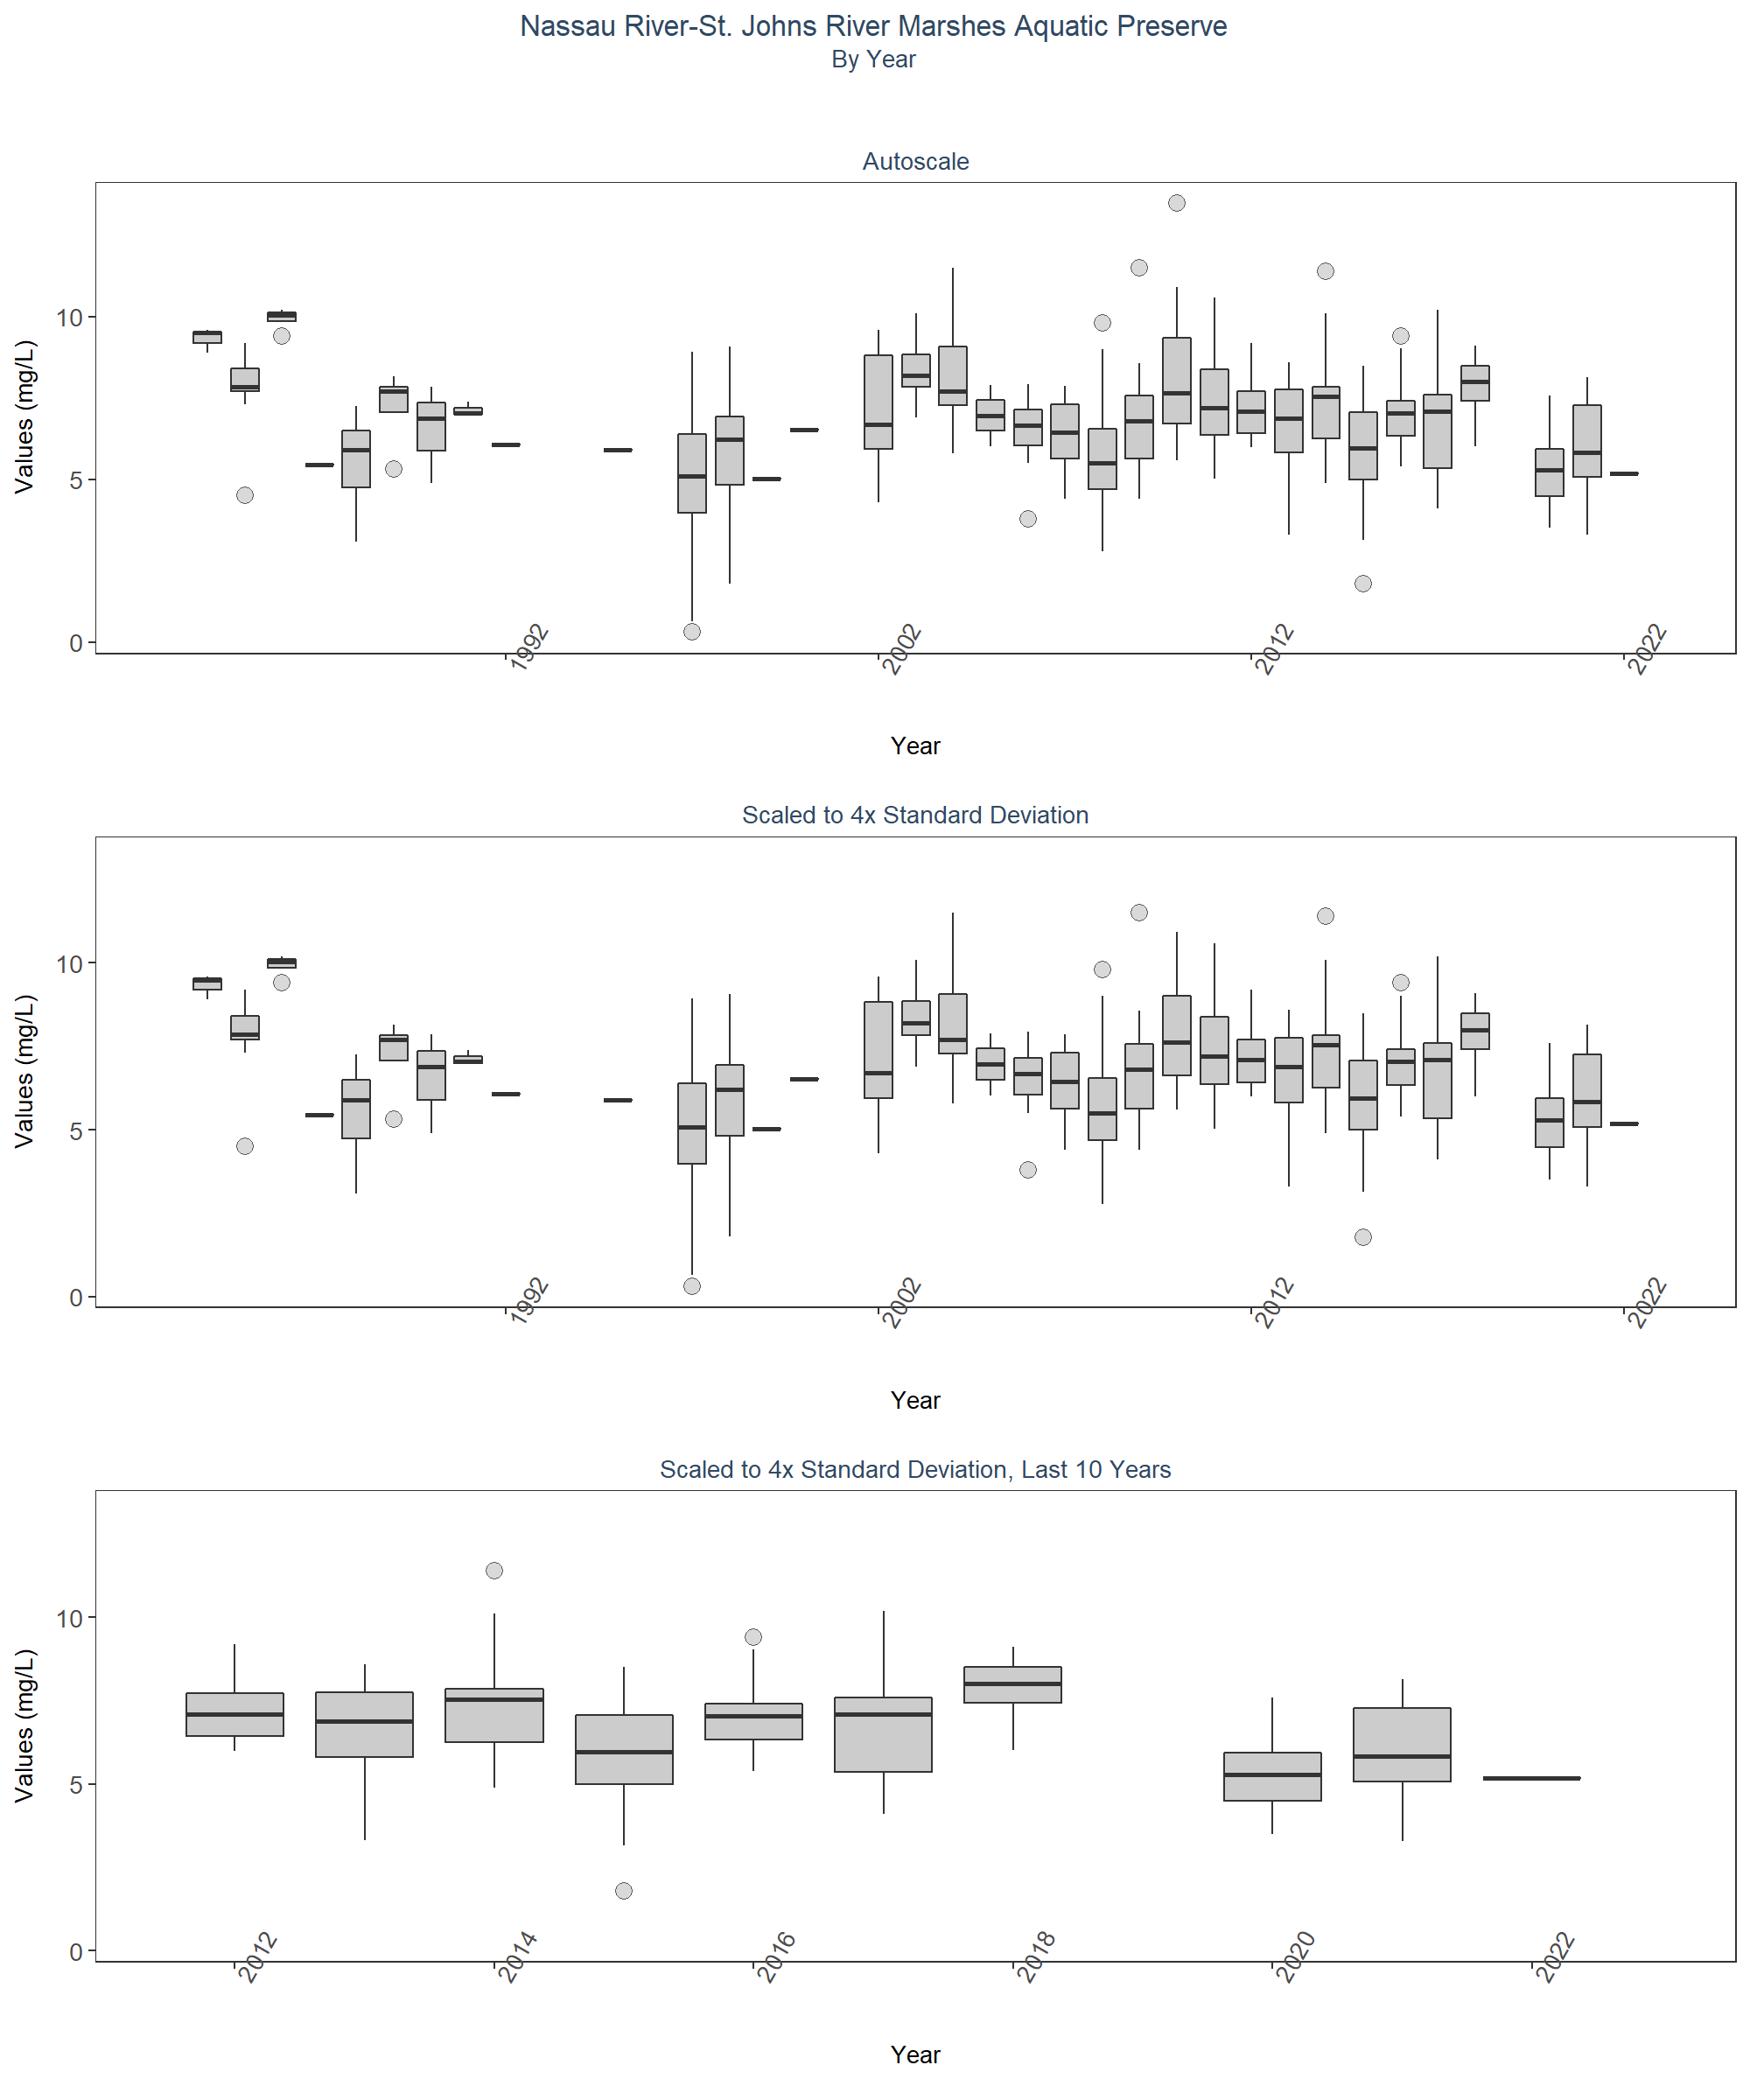 Nassau River-St. Johns River Marshes Aquatic Preserve
By Year
Autoscale
Values (mg/L)
10
5
0
1992
2002
2012
2022
Year
Scaled to 4x Standard Deviation
Values (mg/L)
10
5
0
1992
2002
2012
2022
Year
Scaled to 4x Standard Deviation, Last 10 Years
Values (mg/L)
10
5
0
2012
2014
2016
2018
2020
2022
Year